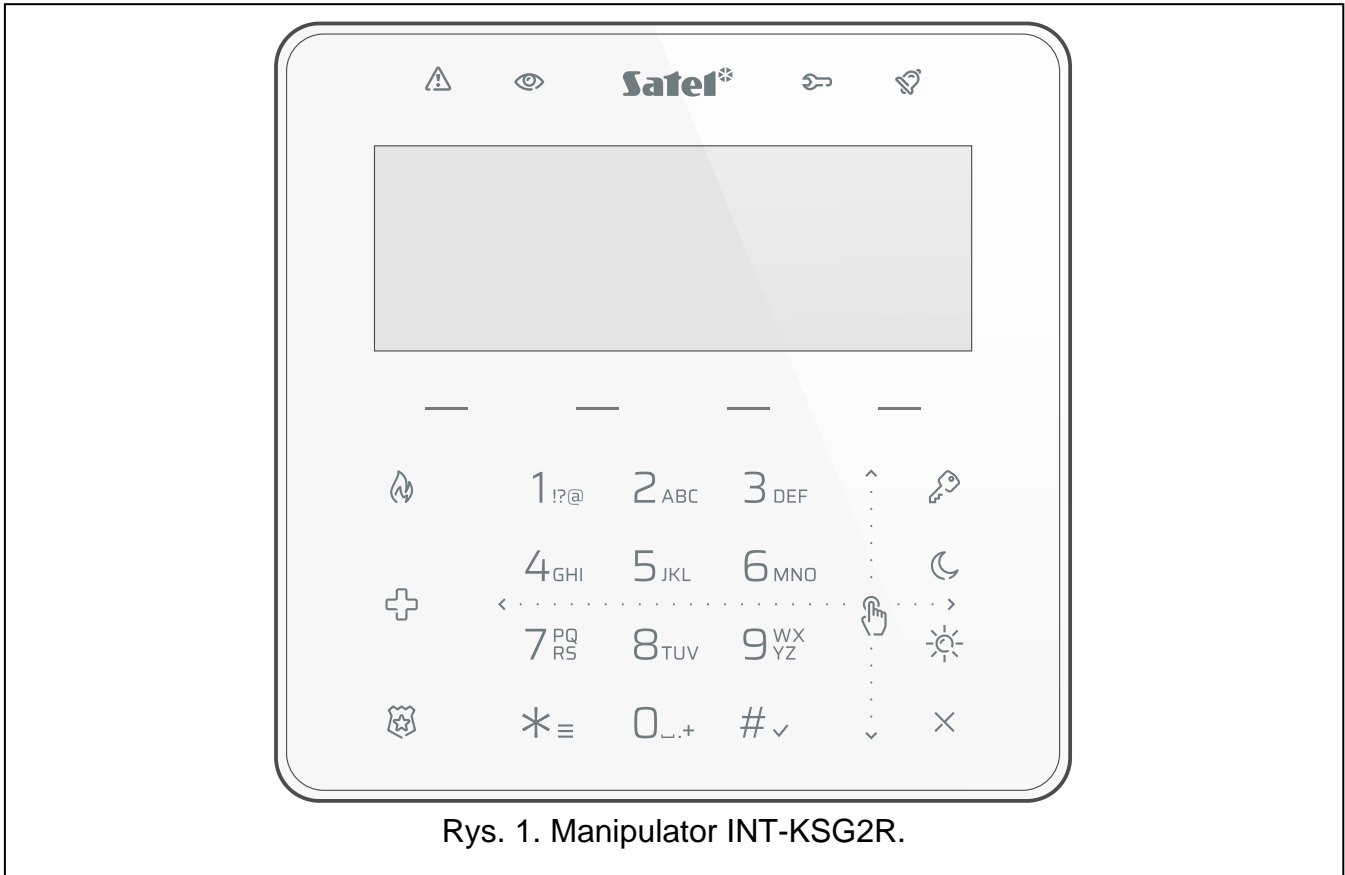 Satel*
1 !?@ 2 ABC 3 DEF
4 GHI 5 JKL 6 MNO
7 PQ RS 8 TUV 9 WX YZ
* 0 .+ #
Rys. 1. Manipulator INT-KSG2R.